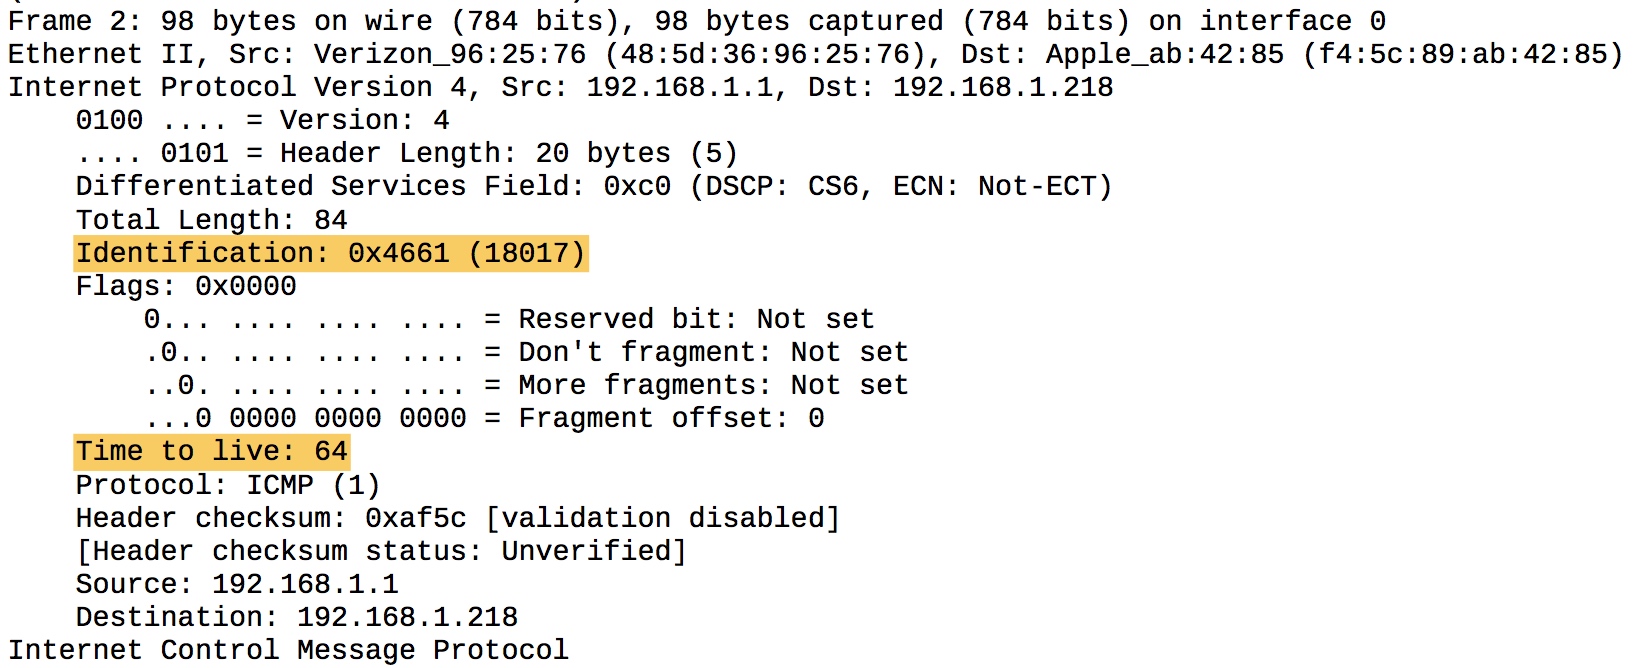 Frame 2: 98 bytes on wire (784 bits), 98 bytes captured (784 bits) on interface 0
Ethernet II, Src: Verizon_96:25:76 (48:5d:36:96:25:76), Dst: Apple_ab:42:85 (f4:5c:89:ab:42:85)
Internet Protocol Version 4, Src: 192.168.1.1, Dst: 192.168.1.218
0100 .... = Version: 4
.... 0101 = Header Length: 20 bytes (5)
Differentiated Services Field: 0xc0 (DSCP: CS6, ECN: Not-ECT)
Total Length: 84
Identification: 0x4661 (18017)
Flags: 0x0000
0... .... .... .... = Reserved bit: Not set
.0.. .... .... .... = Don't fragment: Not set
..0. .... .... .... = More fragments: Not set
...0 0000 0000 0000 = Fragment offset: 0
Time to live: 64
Protocol: ICMP (1)
Header checksum: 0xaf5c [validation disabled]
[Header checksum status: Unverified]
Source: 192.168.1.1
Destination: 192.168.1.218
Internet Control Message Protocol